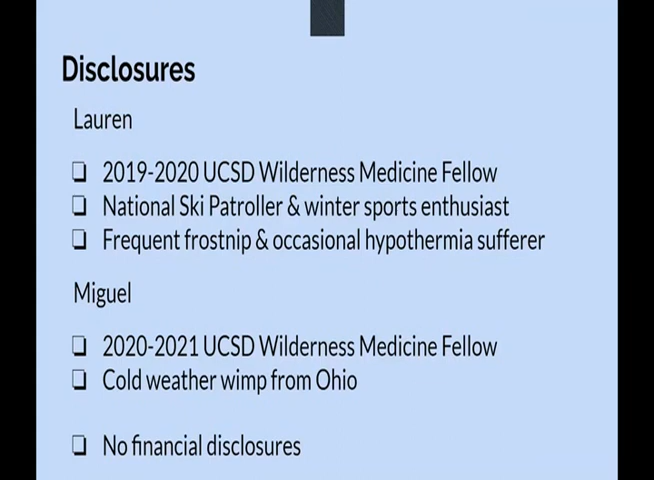 Disclosures
Lauren
❏ 2019-2020 UCSD Wilderness Medicine Fellow
❏ National Ski Patroller & winter sports enthusiast
❏ Frequent frostnip & occasional hypothermia sufferer
Miguel
❏ 2020-2021 UCSD Wilderness Medicine Fellow
❏ Cold weather wimp from Ohio
❏ No financial disclosures